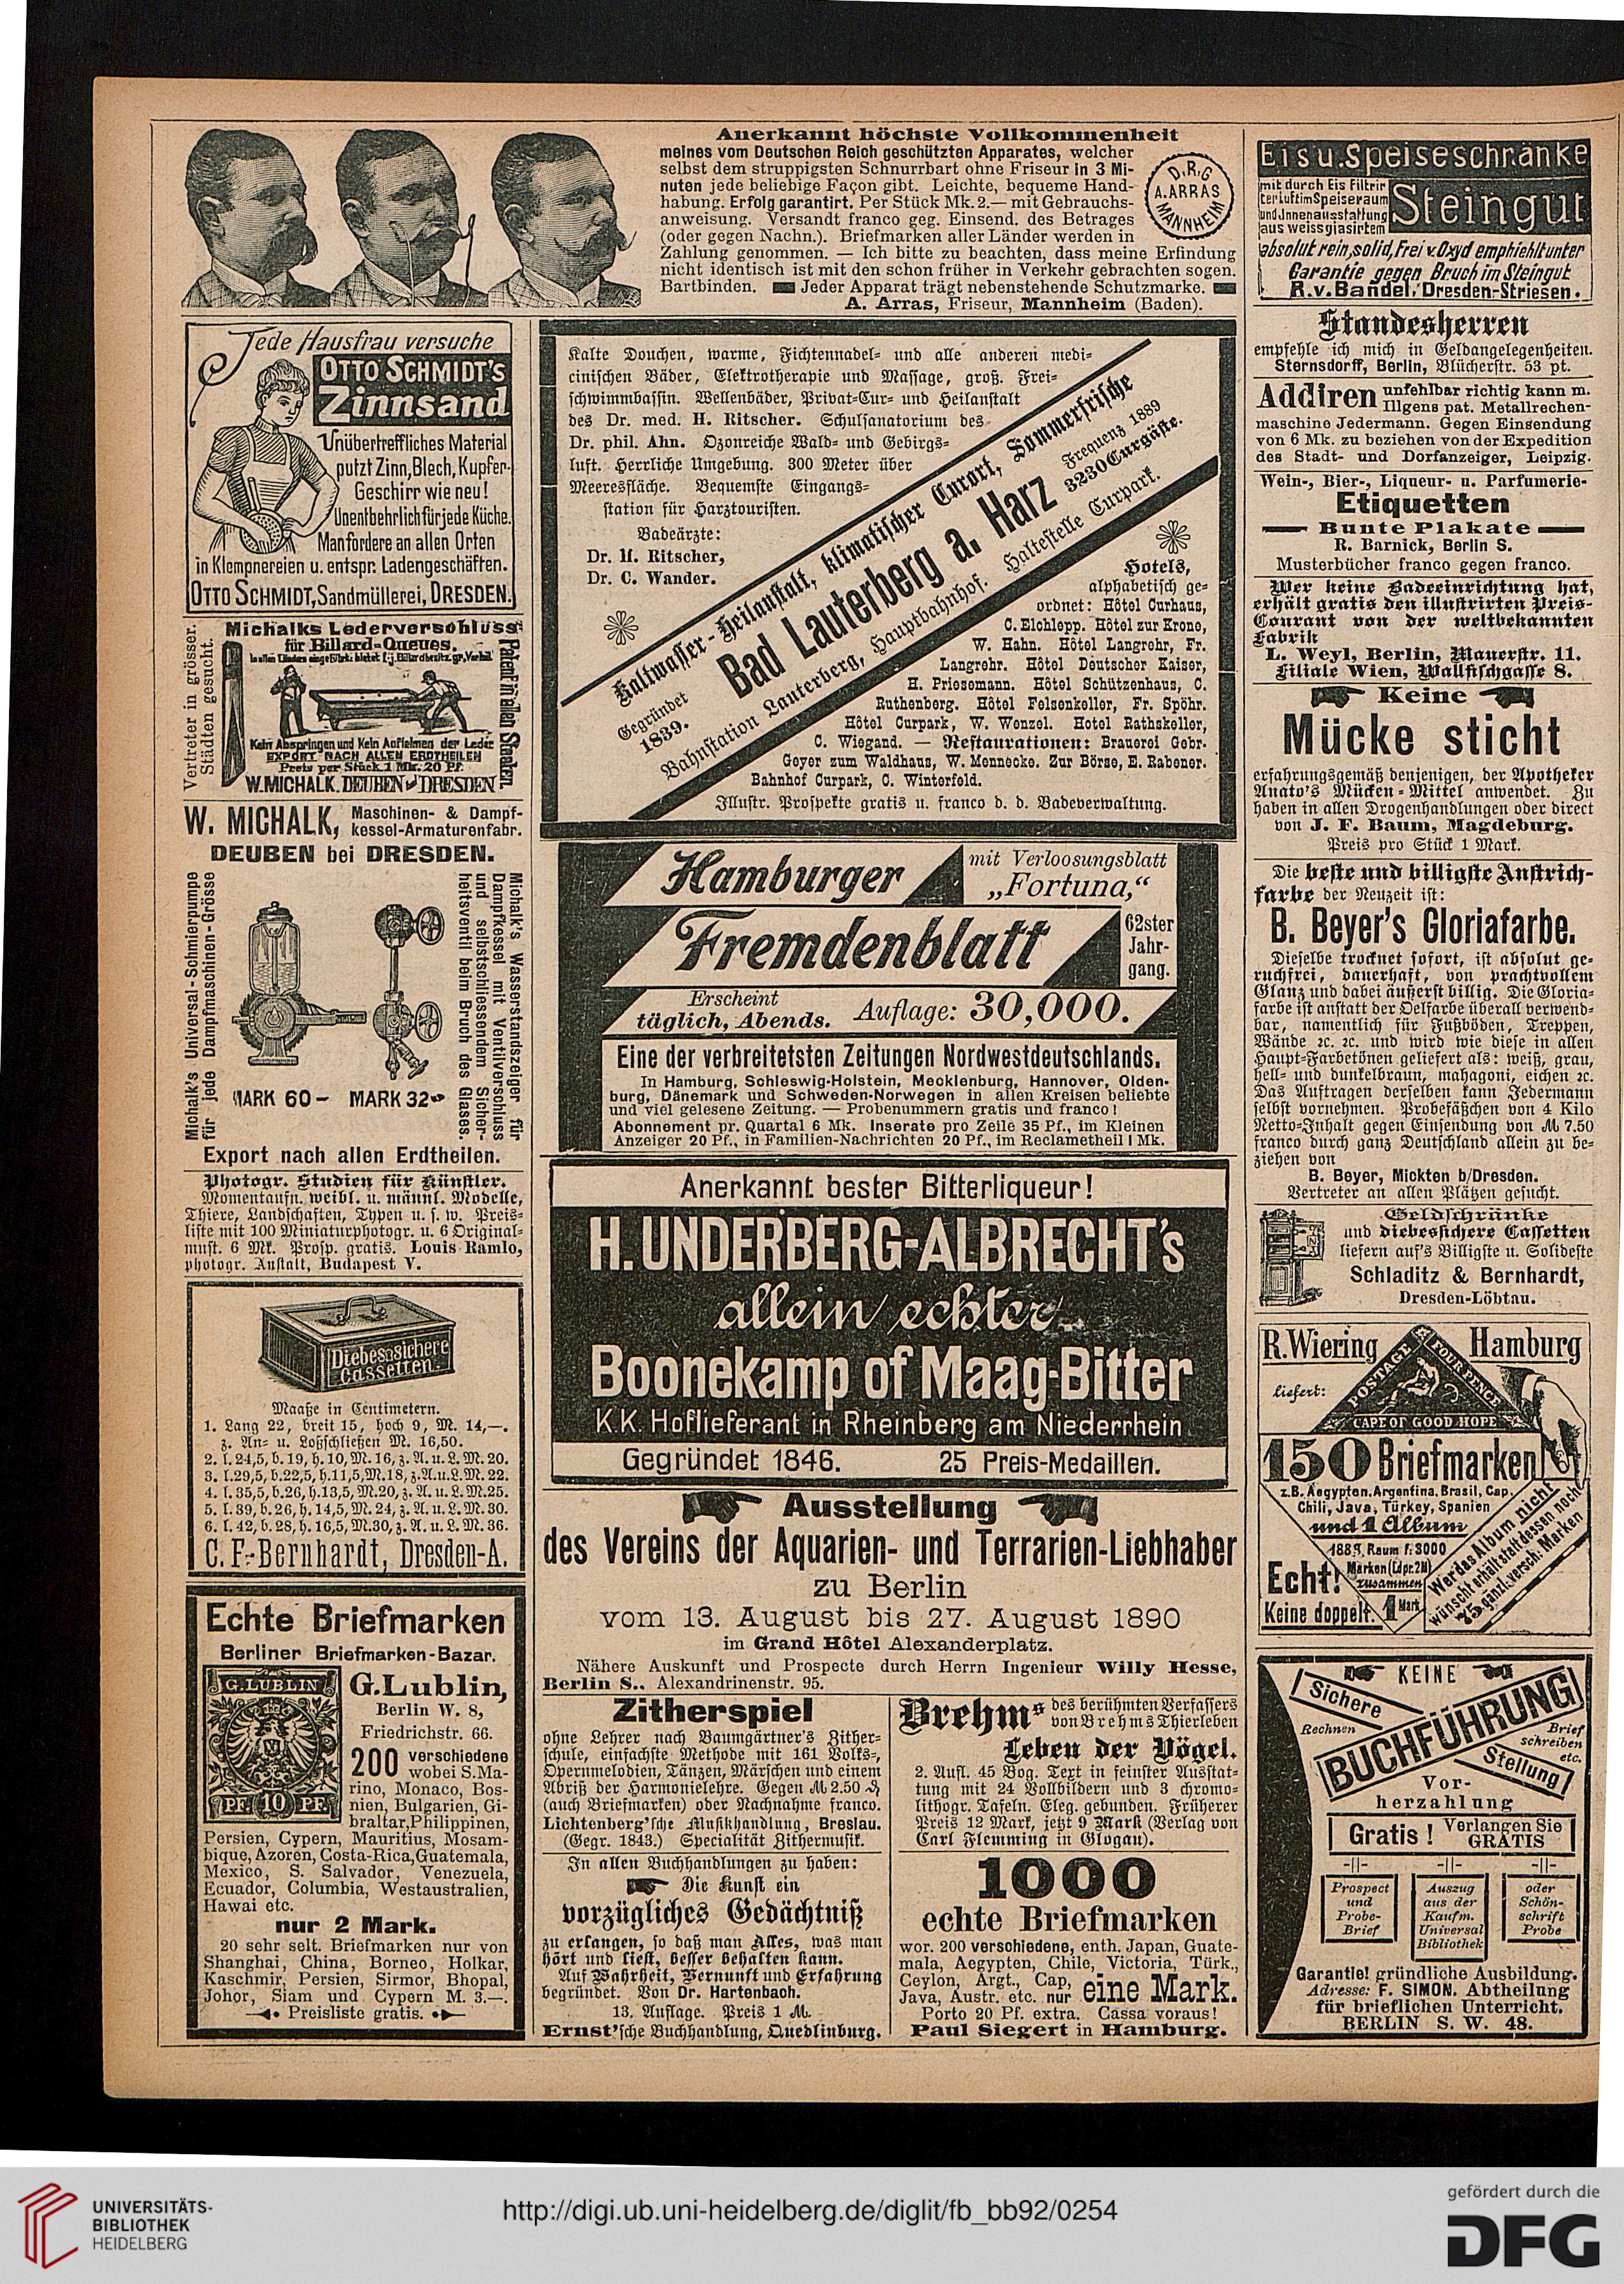 Anerkannt höchste Vollkommenheit
meines vom Deutschen Reich geschützten Apparates, welcher
selbst dem struppigsten Schnurrbart ohne Friseur in 3 Mi-
nuten jede beliebige Façon gibt. Leichte, bequeme Hand-
habung. Erfolg garantirt. Per Stück Mk. 2.— mit Gebrauchs-
anweisung. Versandt franco geg. Einsend. des Betrages
(oder gegen Nachn.). Briefmarken aller Länder werden in
Zahlung genommen. — Ich bitte zu beachten, dass meine Erfindung
nicht identisch ist mit den schon früher in Verkehr gebrachten sogen.
Bartbinden. Jeder Apparat trägt nebenstehende Schutzmarke.
A. Arras, Friseur, Mannheim (Baden).
D.R.G
A. ARRAS
MANNHEIM
Jede Hausfrau versuche
OTTO SCHMIDT'S
Zinnsand
Unübertreffliches Material
putzt Zinn, Blech, Kupfer-
Geschirr wie neu!
Unentbehrlich für jede Küche.
Man fordere an allen Orten
in Klempnereien u. entspr. Ladengeschäften.
OTTO SCHMIDT, Sandmüllerei, DRESDEN.
Michalks Lederverschluss
für Billard-Queues.
Vertreter in grösser.
Städten gesucht.
Patent in allen Staaten.
Kein Abspringen und Kein Aufleimen der Leder
EXPORT NACH ALLEN ERDTHEILEN
Preis per Stück 1 Mk. 20 Pf.
W. MICHALK. DEUBEN b/ DRESDEN
W. MICHALK, Maschinen- & Dampf-
kessel-Armaturenfabr.
DEUBEN bei DRESDEN.
Michalk's Universal-Schmierpumpe
für jede Dampfmaschinen-Grösse
Michalk's Wasserstandszeiger für
Dampfkessel mit Ventilverschluss
und selbstschliessendem Sicher-
heitsventil beim Bruch des Glases.
MARK 60- MARK 32-
Export nach allen Erdtheilen.
Photogr. Studien für Künstler.
Momentaufn. weibl. u. männl. Modelle,
Thiere, Landschaften, Typen u. s. w. Preis-
liste mit 100 Miniaturphotogr. u. 6 Original-
must. 6 Mk. Prosp. gratis. Louis Ramlo,
photogr. Anstalt, Budapest V.
Diebessichere
Cassetten.
Maaße in Centimetern.
1. Lang 22, breit 15, hoch 9, M. 14,—.
z. An- u. Losschließen M. 16,50.
2. l. 24,5, b. 19, h. 10, M. 16, z. A. u. L. M. 20.
3. l. 29,5, b. 22,5, h. 11,5, M. 18, z. A. u. L. M. 22.
4. l. 35,5, b. 26, h. 13,5, M. 20, z. A. u. L. M. 25.
5. l. 39, b. 26, h. 14,5, M. 24, z. A. u. L. M. 30.
6. l. 42, b. 28, h. 16,5, M. 30, z. A. u. L. M. 36.
C. F. Bernhardt, Dresden-A.
Echte Briefmarken
Berliner Briefmarken-Bazar.
G. LUBLIN
PF. 10 PF.
G. Lublin,
Berlin W. 8,
Friedrichstr. 66.
200 verschiedene
wobei S. Ma-
rino, Monaco, Bos-
nien, Bulgarien, Gi-
braltar, Philippinen,
Persien, Cypern, Mauritius, Mosam-
bique, Azoren, Costa-Rica, Guatemala,
Mexico, S. Salvador, Venezuela,
Ecuador, Columbia, Westaustralien,
Hawai etc.
nur 2 Mark.
20 sehr selt. Briefmarken nur von
Shanghai, China, Borneo, Holkar,
Kaschmir, Persien, Sirmor, Bhopal,
Johor, Siam und Cypern M. 3.—.
Preisliste gratis.
Kalte Douchen, warme, Fichtennadel- und alle anderen medi-
cinischen Bäder, Elektrotherapie und Massage, groß. Frei-
schwimmbassin. Wellenbäder, Privat-Cur- und Heilanstalt
des Dr. med. H. Ritscher. Schulsanatorium des
Dr. phil. Ahn. Ozonreiche Wald- und Gebirgs-
luft. Herrliche Umgebung. 300 Meter über
Meeresfläche. Bequemste Eingangs-
station für Harztouristen.
Badeärzte:
Dr. H. Ritscher,
Dr. C. Wander.
Kaltwasser-Heilanstalt, klimatischer Curort, Sommerfrische
Gegründet
1839.
Bad Lauterberg a. Harz
Frequenz 1889
3230 Curgäste.
Bahnstation Lauterberg, Hauptbahnhof. Haltestelle Curpark.
Hotels,
alphabetisch ge-
ordnet: Hôtel Curhaus,
C. Elchlepp. Hôtel zur Krone,
W. Hahn. Hôtel Langrehr, Fr.
Langrehr. Hôtel Deutscher Kaiser,
H. Priesemann. Hôtel Schützenhaus, C.
Ruthenberg. Hôtel Felsenkeller, Fr. Spöhr.
Hôtel Curpark, W. Wenzel. Hotel Rathskeller,
C. Wiegand. — Restaurationen: Brauerei Gebr.
Geyer zum Waldhaus, W. Mennecke. Zur Börse, E. Rabener.
Bahnhof Curpark, C. Winterfeld.
Illustr. Prospekte gratis u. franco d. d. Badeverwaltung.
Hamburger
mit Verloosungsblatt
„Fortuna,“
Fremdenblatt
62ster
Jahr-
gang.
Erscheint
täglich, Abends.
Auflage: 30,000.
Eine der verbreitetsten Zeitungen Nordwestdeutschlands.
In Hamburg, Schleswig-Holstein, Mecklenburg, Hannover, Olden-
burg, Dänemark und Schweden-Norwegen in allen Kreisen beliebte
und viel gelesene Zeitung. — Probenummern gratis und franco!
Abonnement pr. Quartal 6 Mk. Inserate pro Zeile 35 Pf., im Kleinen
Anzeiger 20 Pf., in Familien-Nachrichten 20 Pf., im Reclametheil 1 Mk.
Anerkannt bester Bitterliqueur!
H. UNDERBERG-ALBRECHT's
allein echter
Boonekamp of Maag-Bitter
K.K. Hoflieferant in Rheinberg am Niederrhein
Gegründet 1846. 25 Preis-Medaillen.
Ausstellung
des Vereins der Aquarien- und Terrarien-Liebhaber
zu Berlin
vom 13. August bis 27. August 1890
im Grand Hôtel Alexanderplatz.
Nähere Auskunft und Prospecte durch Herrn Ingenieur Willy Hesse,
Berlin S., Alexandrinenstr. 95.
Zitherspiel
ohne Lehrer nach Baumgärtner's Zither-
schule, einfachste Methode mit 161 Volks-,
Opernmelodien, Tänzen, Märschen und einem
Abriß der Harmonielehre. Gegen M 2.50 ₰
(auch Briefmarken) oder Nachnahme franco.
Lichtenberg'sche Musikhandlung, Breslau.
(Gegr. 1843.) Specialität Zithermusik.
In allen Buchhandlungen zu haben:
Die Kunst ein
vorzügliches Gedächtniß
zu erlangen, so daß man Alles, was man
hört und liest, besser behalten kann.
Auf Wahrheit, Vernunft und Erfahrung
begründet. Von Dr. Hartenbach.
13. Auflage. Preis 1 M.
Ernst'sche Buchhandlung, Quedlinburg.
Brehms des berühmten Verfassers
von Brehms Thierleben
Leben der Vögel.
2. Aufl. 45 Bog. Text in feinster Ausstat-
tung mit 24 Vollbildern und 3 chromo-
lithogr. Tafeln. Eleg. gebunden. Früherer
Preis 12 Mark, jetzt 9 Mark (Verlag von
Carl Flemming in Glogau).
1000
echte Briefmarken
wor. 200 verschiedene, enth. Japan, Guate-
mala, Aegypten, Chile, Victoria, Türk.,
Ceylon, Argt., Cap,
Java, Austr. etc. nur eine Mark.
Porto 20 Pf. extra. Cassa voraus!
Paul Siegert in Hamburg.
Eis u. Speiseschränke
mit durch Eis filtrir
ter Luft im Speiseraum
und Innenausstattung
aus weissglasirtem
Steingut
absolut rein, solid, Frei v. Oxyd emphiehlt unter
Garantie gegen Bruch im Steingut
R. v. Bandel, Dresden-Striesen.
Standesherren
empfehle ich mich in Geldangelegenheiten.
Sternsdorff, Berlin, Blücherstr. 53 pt.
Addiren unfehlbar richtig kann m.
Illgens pat. Metallrechen-
maschine Jedermann. Gegen Einsendung
von 6 Mk. zu beziehen von der Expedition
des Stadt- und Dorfanzeiger, Leipzig.
Wein-, Bier-, Liqueur- u. Parfumerie-
Etiquetten
Bunte Plakate
R. Barnick, Berlin S.
Musterbücher franco gegen franco.
Wer keine Badeeinrichtung hat,
erhält gratis den illustrirten Preis-
Courant von der weltbekannten
Fabrik
L. Weyl, Berlin, Mauerstr. 11.
Filiale Wien, Wallfischgasse 8.
Keine
Mücke sticht
erfahrungsgemäß denjenigen, der Apotheker
Anato's Mücken-Mittel anwendet. Zu
haben in allen Drogenhandlungen oder direct
von J. F. Baum, Magdeburg.
Preis pro Stück 1 Mark.
Die beste und billigste Anstrich-
farbe der Neuzeit ist:
B. Beyer's Gloriafarbe.
Dieselbe trocknet sofort, ist absolut ge-
ruchfrei, dauerhaft, von prachtvollem
Glanz und dabei äußerst billig. Die Gloria-
farbe ist anstatt der Oelfarbe überall verwend-
bar, namentlich für Fußböden, Treppen,
Wände ꝛc. ꝛc. und wird wie diese in allen
Haupt-Farbetönen geliefert als: weiß, grau,
hell- und dunkelbraun, mahagoni, eichen ꝛc.
Das Auftragen derselben kann Jedermann
selbst vornehmen. Probefäßchen von 4 Kilo
Netto-Inhalt gegen Einsendung von M 7.50
franco durch ganz Deutschland allein zu be-
ziehen von
B. Beyer, Mickten b/Dresden.
Vertreter an allen Plätzen gesucht.
Geldschränke
und diebessichere Cassetten
liefern auf's Billigste u. Solideste
Schladitz & Bernhardt,
Dresden-Löbtau.
R. Wiering Hamburg
liefert:
POSTAGE
FOUR PENCE
CAPE OF GOOD HOPE
150 Briefmarken
z.B. Aegypten. Argentina. Brasil, Cap.
Chili, Java, Türkey, Spanien
und 1 Album
1889, Raum f. 3000
Marken (Ldpr. 2M)
zusammen
1 Mark
Echt!
Keine doppelt.
Wer das Album nicht
wünscht erhält statt dessen noch
75 gänzl. versch. Marken
KEINE
Sichere
Rechnen
BUCHFÜHRUNG
Brief
schreiben
etc.
Stellung
Vor-
herzahlung
Gratis! Verlangen Sie
GRATIS
Prospect
und
Probe-
Brief
Auszug
aus der
Kaufm.
Universal
Bibliothek
oder
Schön-
schrift
Probe
Garantie! gründliche Ausbildung.
Adresse: F. SIMON. Abtheilung
für brieflichen Unterricht.
BERLIN S. W. 48.
UNIVERSITÄTS-
BIBLIOTHEK
HEIDELBERG
http://digi.ub.uni-heidelberg.de/diglit/fb_bb92/0254
gefördert durch die
DFG